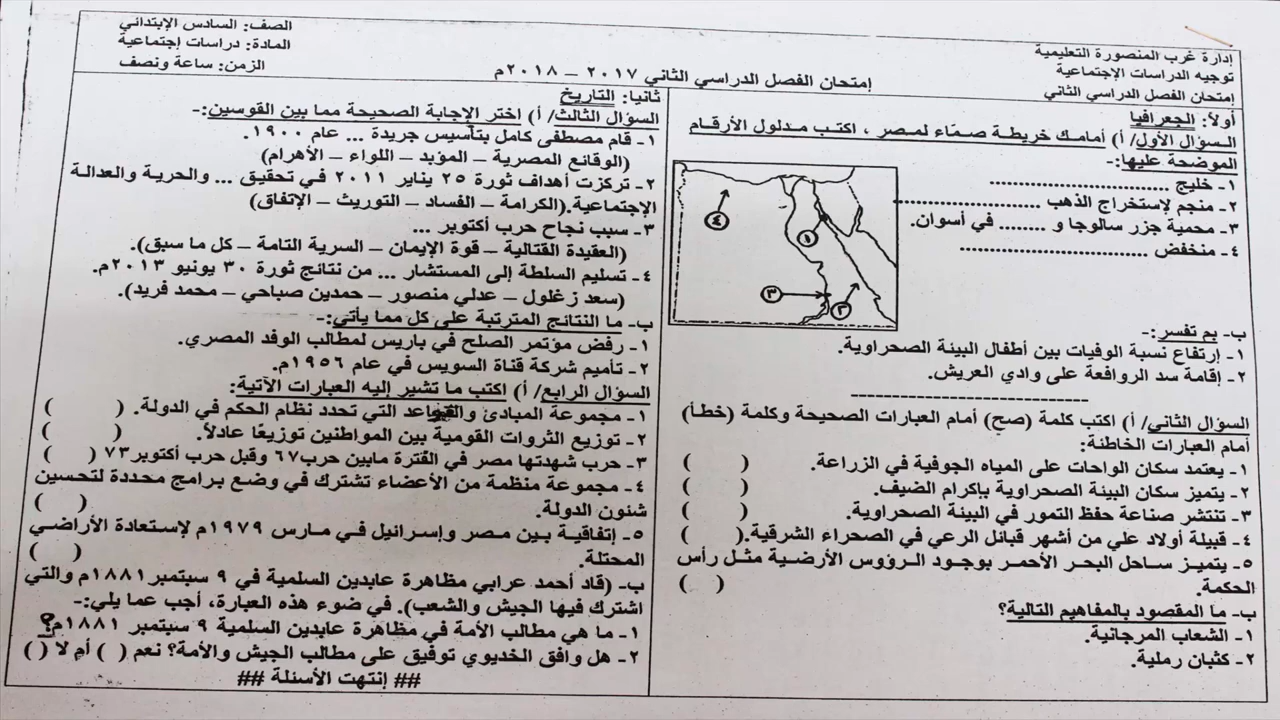 إدارة غرب المنصورة التعليمية
توجيه الدراسات الإجتماعية
إمتحان الفصل الدراسي الثاني
إمتحان الفصل الدراسي الثاني ٢٠١٧ – ٢٠١٨م
الصف: السادس الإبتدائي
المادة: دراسات إجتماعية
الزمن: ساعة ونصف
أولاً: الجغرافيا
السؤال الأول/ أ) أمامك خريطة صمّاء لمصر ، اكتب مدلول الأرقام
الموضحة عليها:-
١- خليج ..............................
٢- منجم لإستخراج الذهب ..........................
٣- محمية جزر سالوجا و ........ في أسوان.
٤- منخفض ................................
١
٢
٣
٤
ب- بم تفسر:-
١- إرتفاع نسبة الوفيات بين أطفال البيئة الصحراوية.
٢- إقامة سد الروافعة على وادي العريش.
السؤال الثاني/ أ) اكتب كلمة (صح) أمام العبارات الصحيحة وكلمة (خطأ)
أمام العبارات الخاطئة:
١- يعتمد سكان الواحات على المياه الجوفية في الزراعة. ( )
٢- يتميز سكان البيئة الصحراوية بإكرام الضيف. ( )
٣- تنتشر صناعة حفظ التمور في البيئة الصحراوية. ( )
٤- قبيلة أولاد علي من أشهر قبائل الرعي في الصحراء الشرقية.( )
٥- يتميز ساحل البحر الأحمر بوجود الرؤوس الأرضية مثل رأس
الحكمة. ( )
ب- ما المقصود بالمفاهيم التالية؟
١- الشعاب المرجانية.
٢- كثبان رملية.
ثانيا: التاريخ
السؤال الثالث/ أ) إختر الإجابة الصحيحة مما بين القوسين:-
١- قام مصطفى كامل بتأسيس جريدة ... عام ١٩٠٠.
(الوقائع المصرية – المؤيد – اللواء – الأهرام)
٢- تركزت أهداف ثورة ٢٥ يناير ٢٠١١ في تحقيق ... والحرية والعدالة
الإجتماعية.(الكرامة – الفساد – التوريث – الإتفاق)
٣- سبب نجاح حرب أكتوبر ...
(العقيدة القتالية – قوة الإيمان – السرية التامة – كل ما سبق).
٤- تسليم السلطة إلى المستشار ... من نتائج ثورة ٣٠ يونيو ٢٠١٣م.
(سعد زغلول – عدلي منصور – حمدين صباحي – محمد فريد).
ب- ما النتائج المترتبة على كل مما يأتي:-
١- رفض مؤتمر الصلح في باريس لمطالب الوفد المصري.
٢- تأميم شركة قناة السويس في عام ١٩٥٦م.
السؤال الرابع/ أ) إكتب ما تشير إليه العبارات الآتية:
١- مجموعة المبادئ والقواعد التي تحدد نظام الحكم في الدولة. ( )
٢- توزيع الثروات القومية بين المواطنين توزيعًا عادلاً. ( )
٣- حرب شهدتها مصر في الفترة مابين حرب٦٧ وقبل حرب أكتوبر٧٣ ( )
٤- مجموعة منظمة من الأعضاء تشترك في وضع برامج محددة لتحسين
شئون الدولة. ( )
٥- إتفاقية بين مصر وإسرائيل في مارس ١٩٧٩م لإستعادة الأراضي
المحتلة. ( )
ب- (قاد أحمد عرابي مظاهرة عابدين السلمية في ٩ سبتمبر ١٨٨١م والتي
اشترك فيها الجيش والشعب). في ضوء هذه العبارة، أجب عما يلي:-
١- ما هي مطالب الأمة في مظاهرة عابدين السلمية ٩ سبتمبر ١٨٨١م؟
٢- هل وافق الخديوي توفيق على مطالب الجيش والأمة؟ نعم ( ) أم لا ( )
## إنتهت الأسئلة ##